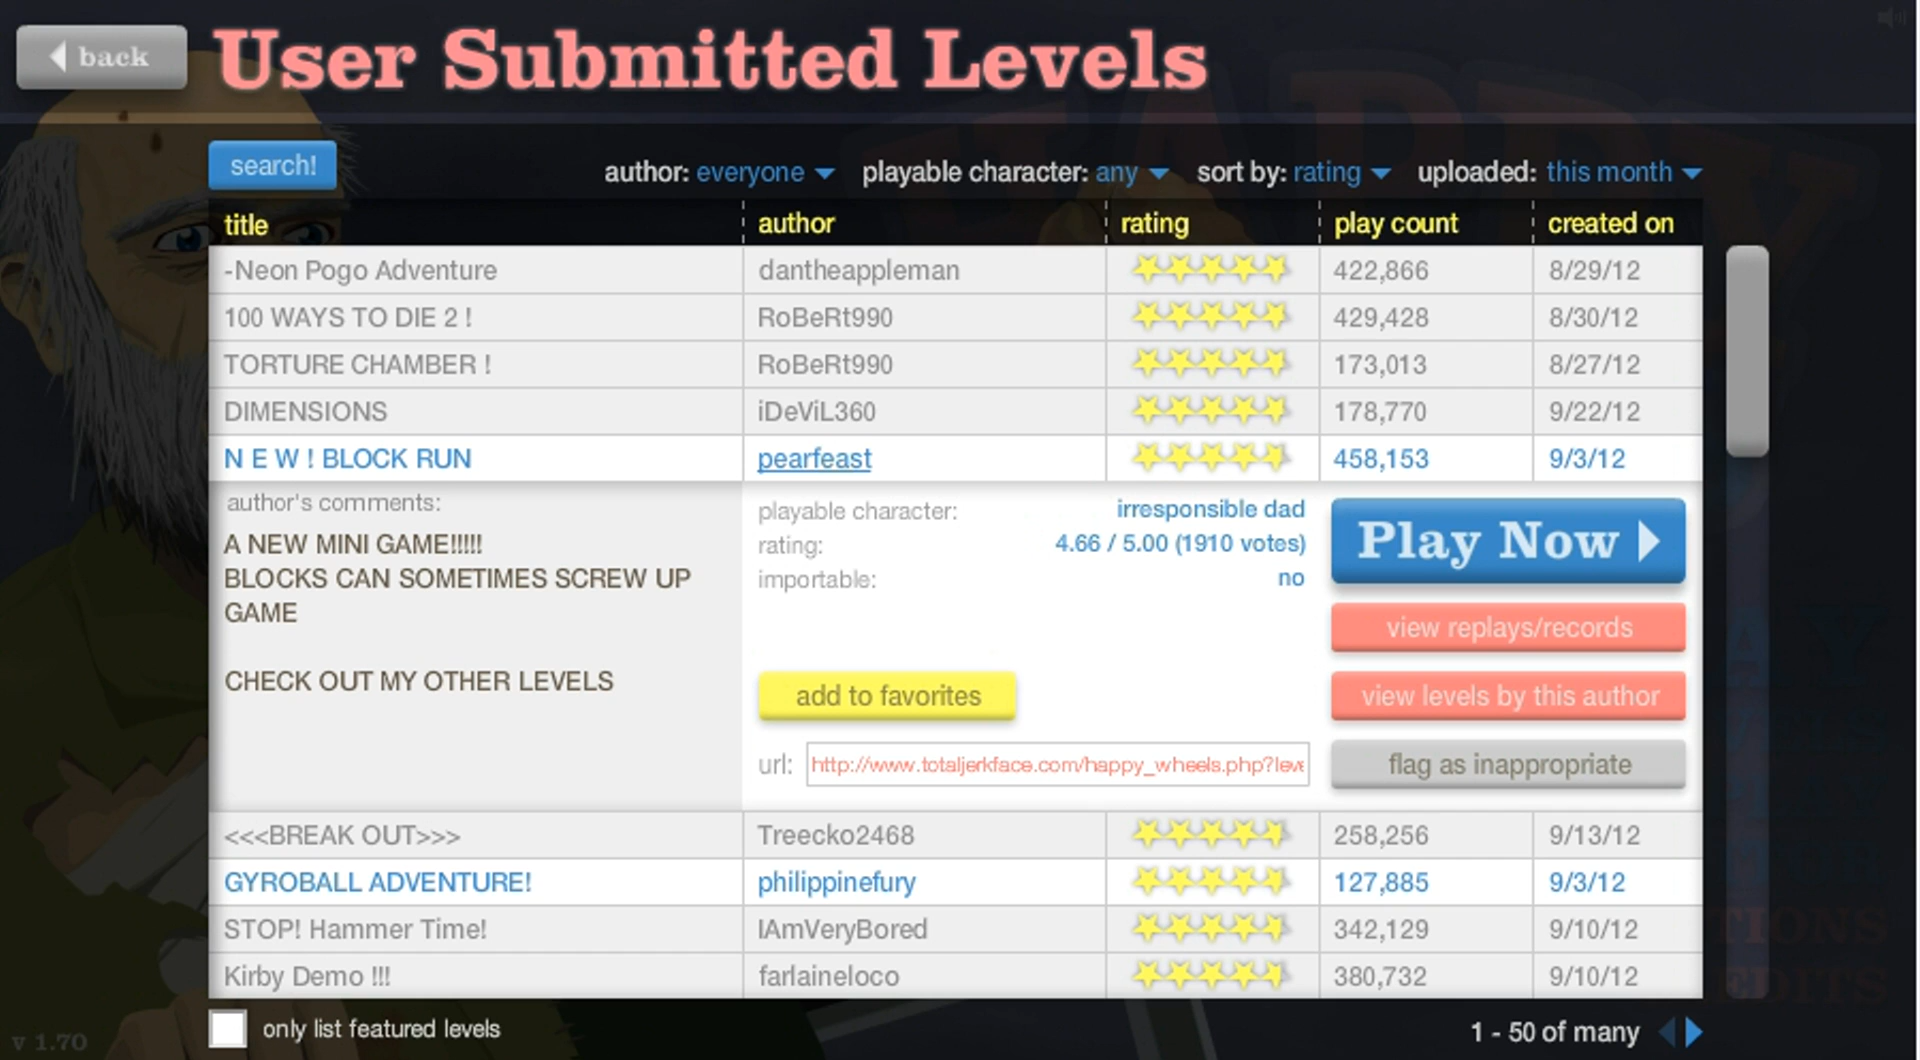 back
User Submitted Levels
search!
author: everyone playable character: any sort by: rating uploaded: this month
title author rating play count created on
-Neon Pogo Adventure dantheappleman 422,866 8/29/12
100 WAYS TO DIE 2 ! RoBeRt990 429,428 8/30/12
TORTURE CHAMBER ! RoBeRt990 173,013 8/27/12
DIMENSIONS iDeViL360 178,770 9/22/12
N E W ! BLOCK RUN pearfeast 458,153 9/3/12
author's comments:
A NEW MINI GAME!!!!!
BLOCKS CAN SOMETIMES SCREW UP
GAME
CHECK OUT MY OTHER LEVELS
playable character: irresponsible dad
rating: 4.66 / 5.00 (1910 votes)
importable: no
add to favorites
url: http://www.totaljerkface.com/happy_wheels.php?leve
Play Now
view replays/records
view levels by this author
flag as inappropriate
<<<BREAK OUT>>> Treecko2468 258,256 9/13/12
GYROBALL ADVENTURE! philippinefury 127,885 9/3/12
STOP! Hammer Time! IAmVeryBored 342,129 9/10/12
Kirby Demo !!! farlaineloco 380,732 9/10/12
only list featured levels
1 - 50 of many
v 1.70